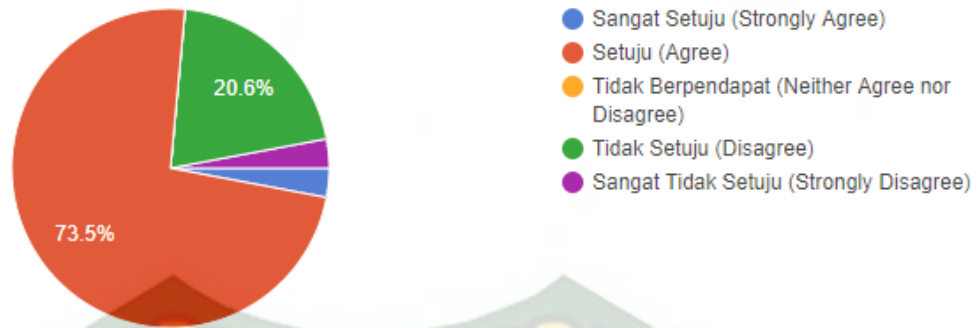 20.6%
73.5%
Sangat Setuju (Strongly Agree)
Setuju (Agree)
Tidak Berpendapat (Neither Agree nor
Disagree)
Tidak Setuju (Disagree)
Sangat Tidak Setuju (Strongly Disagree)